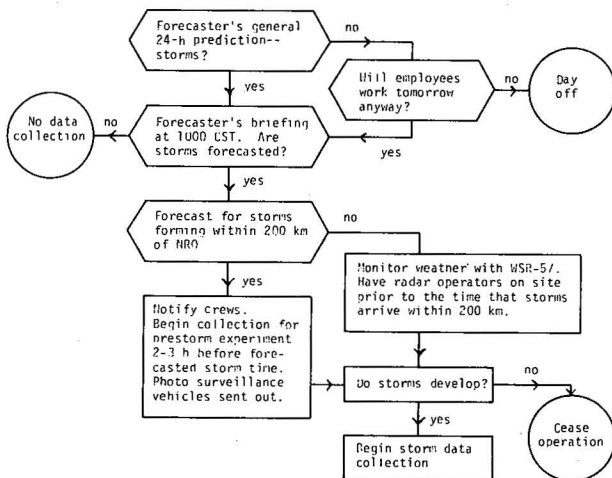 Forecaster's general
24-h prediction--
storms?
no
yes
Will employees
work tomorrow
anyway?
no
Day
off
No data
collection
no
Forecaster's briefing
at 1000 CST. Are
storms forecasted?
yes
yes
Forecast for storms
forming within 200 km
of NRO
no
yes
Monitor weather with WSR-57.
Have radar operators on site
prior to the time that storms
arrive within 200 km.
Notify crews.
Begin collection for
prestorm experiment
2-3 h before fore-
casted storm time.
Photo surveillance
vehicles sent out.
Do storms develop?
no
yes
Cease
operation
Begin storm data
collection